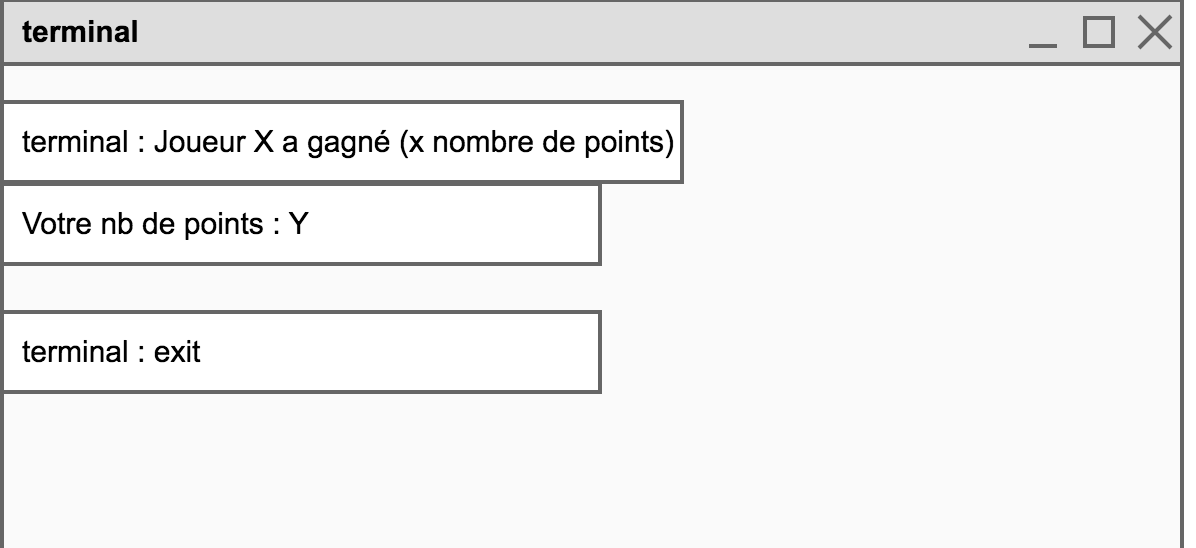 terminal
terminal : Joueur X a gagné (x nombre de points)
Votre nb de points : Y
terminal : exit